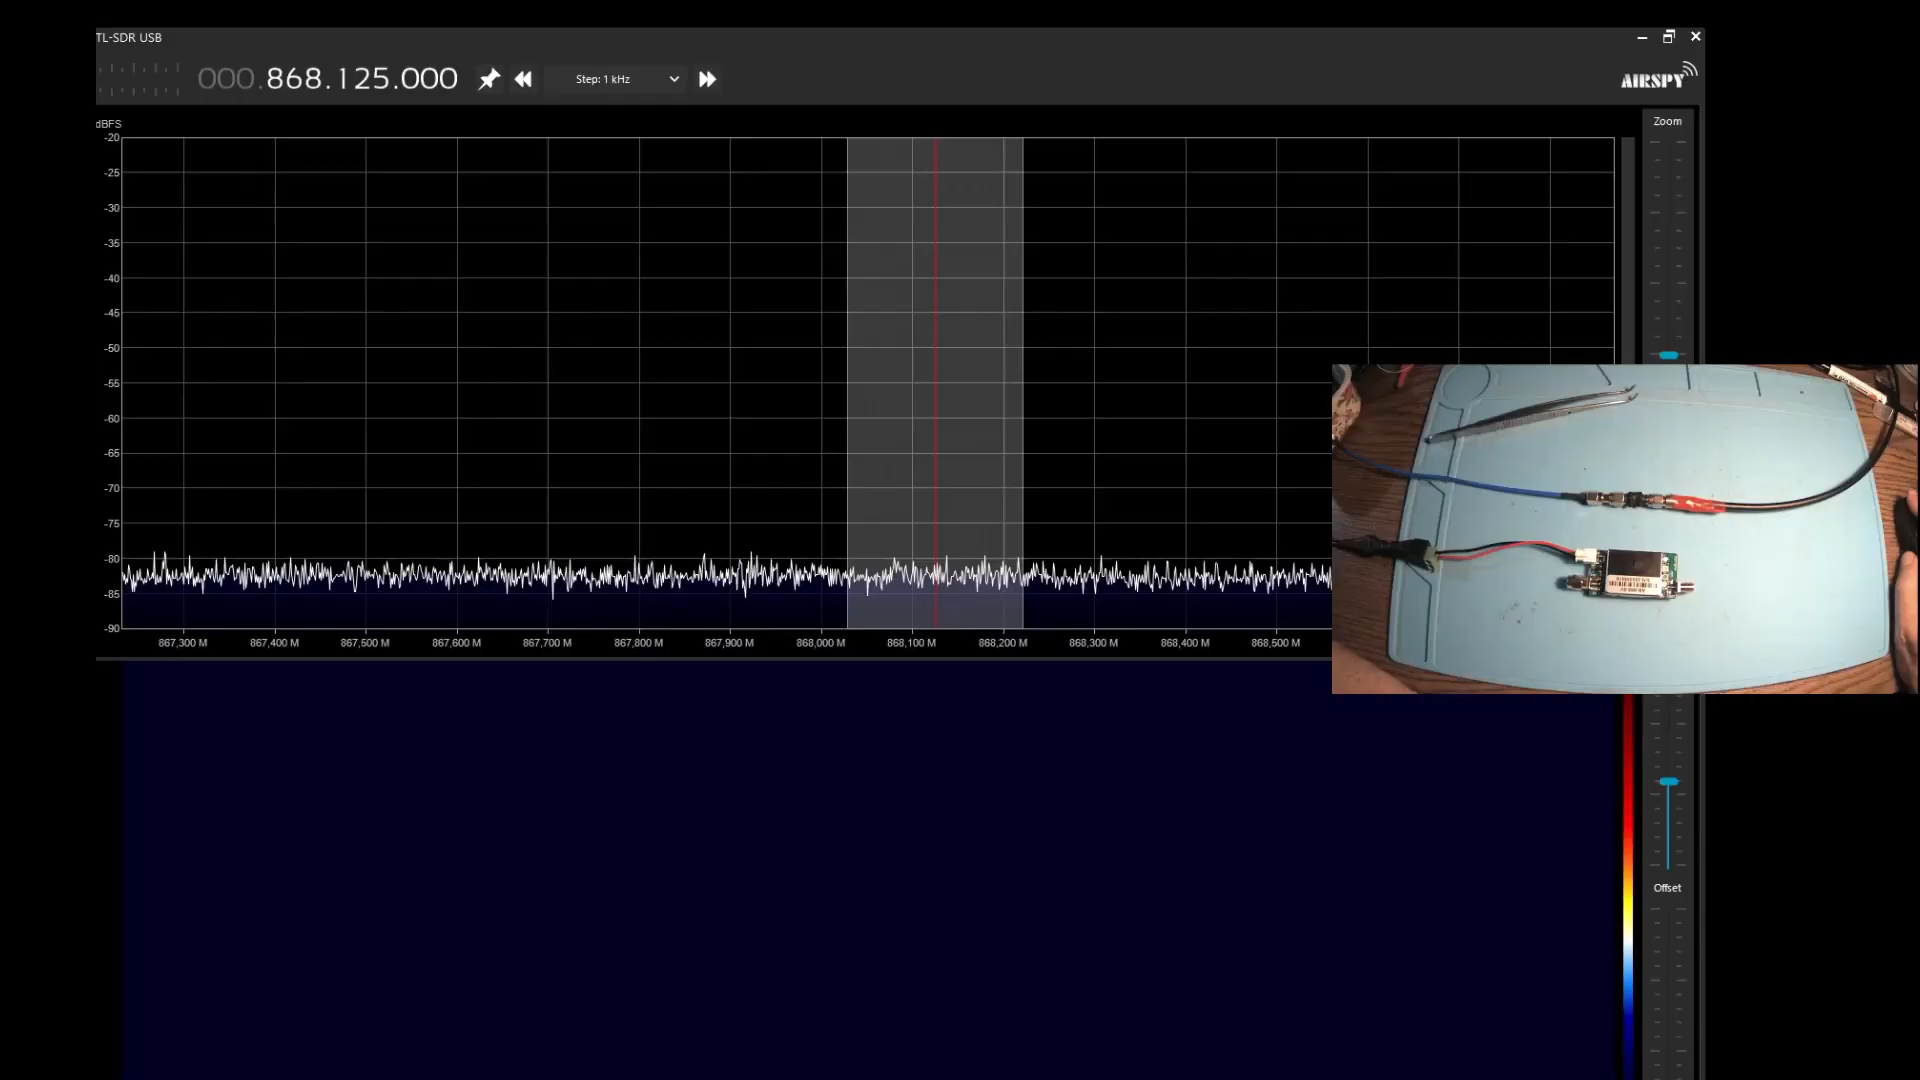 TL-SDR USB
000.868.125.000
Step: 1 kHz
AIRSPY
dBFS
Zoom
-20
-25
-30
-35
-40
-45
-50
-55
-60
-65
-70
-75
-80
-85
-90
867,300 M 867,400 M 867,500 M 867,600 M 867,700 M 867,800 M 867,900 M 868,000 M 868,100 M 868,200 M 868,300 M 868,400 M 868,500 M
Offset